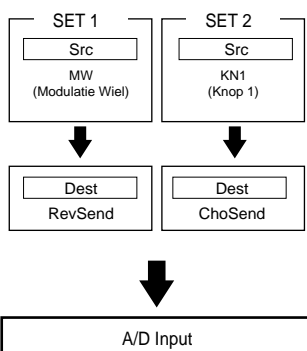 SET 1
Src
MW
(Modulatie Wiel)
Dest
RevSend
SET 2
Src
KN1
(Knop 1)
Dest
ChoSend
A/D Input